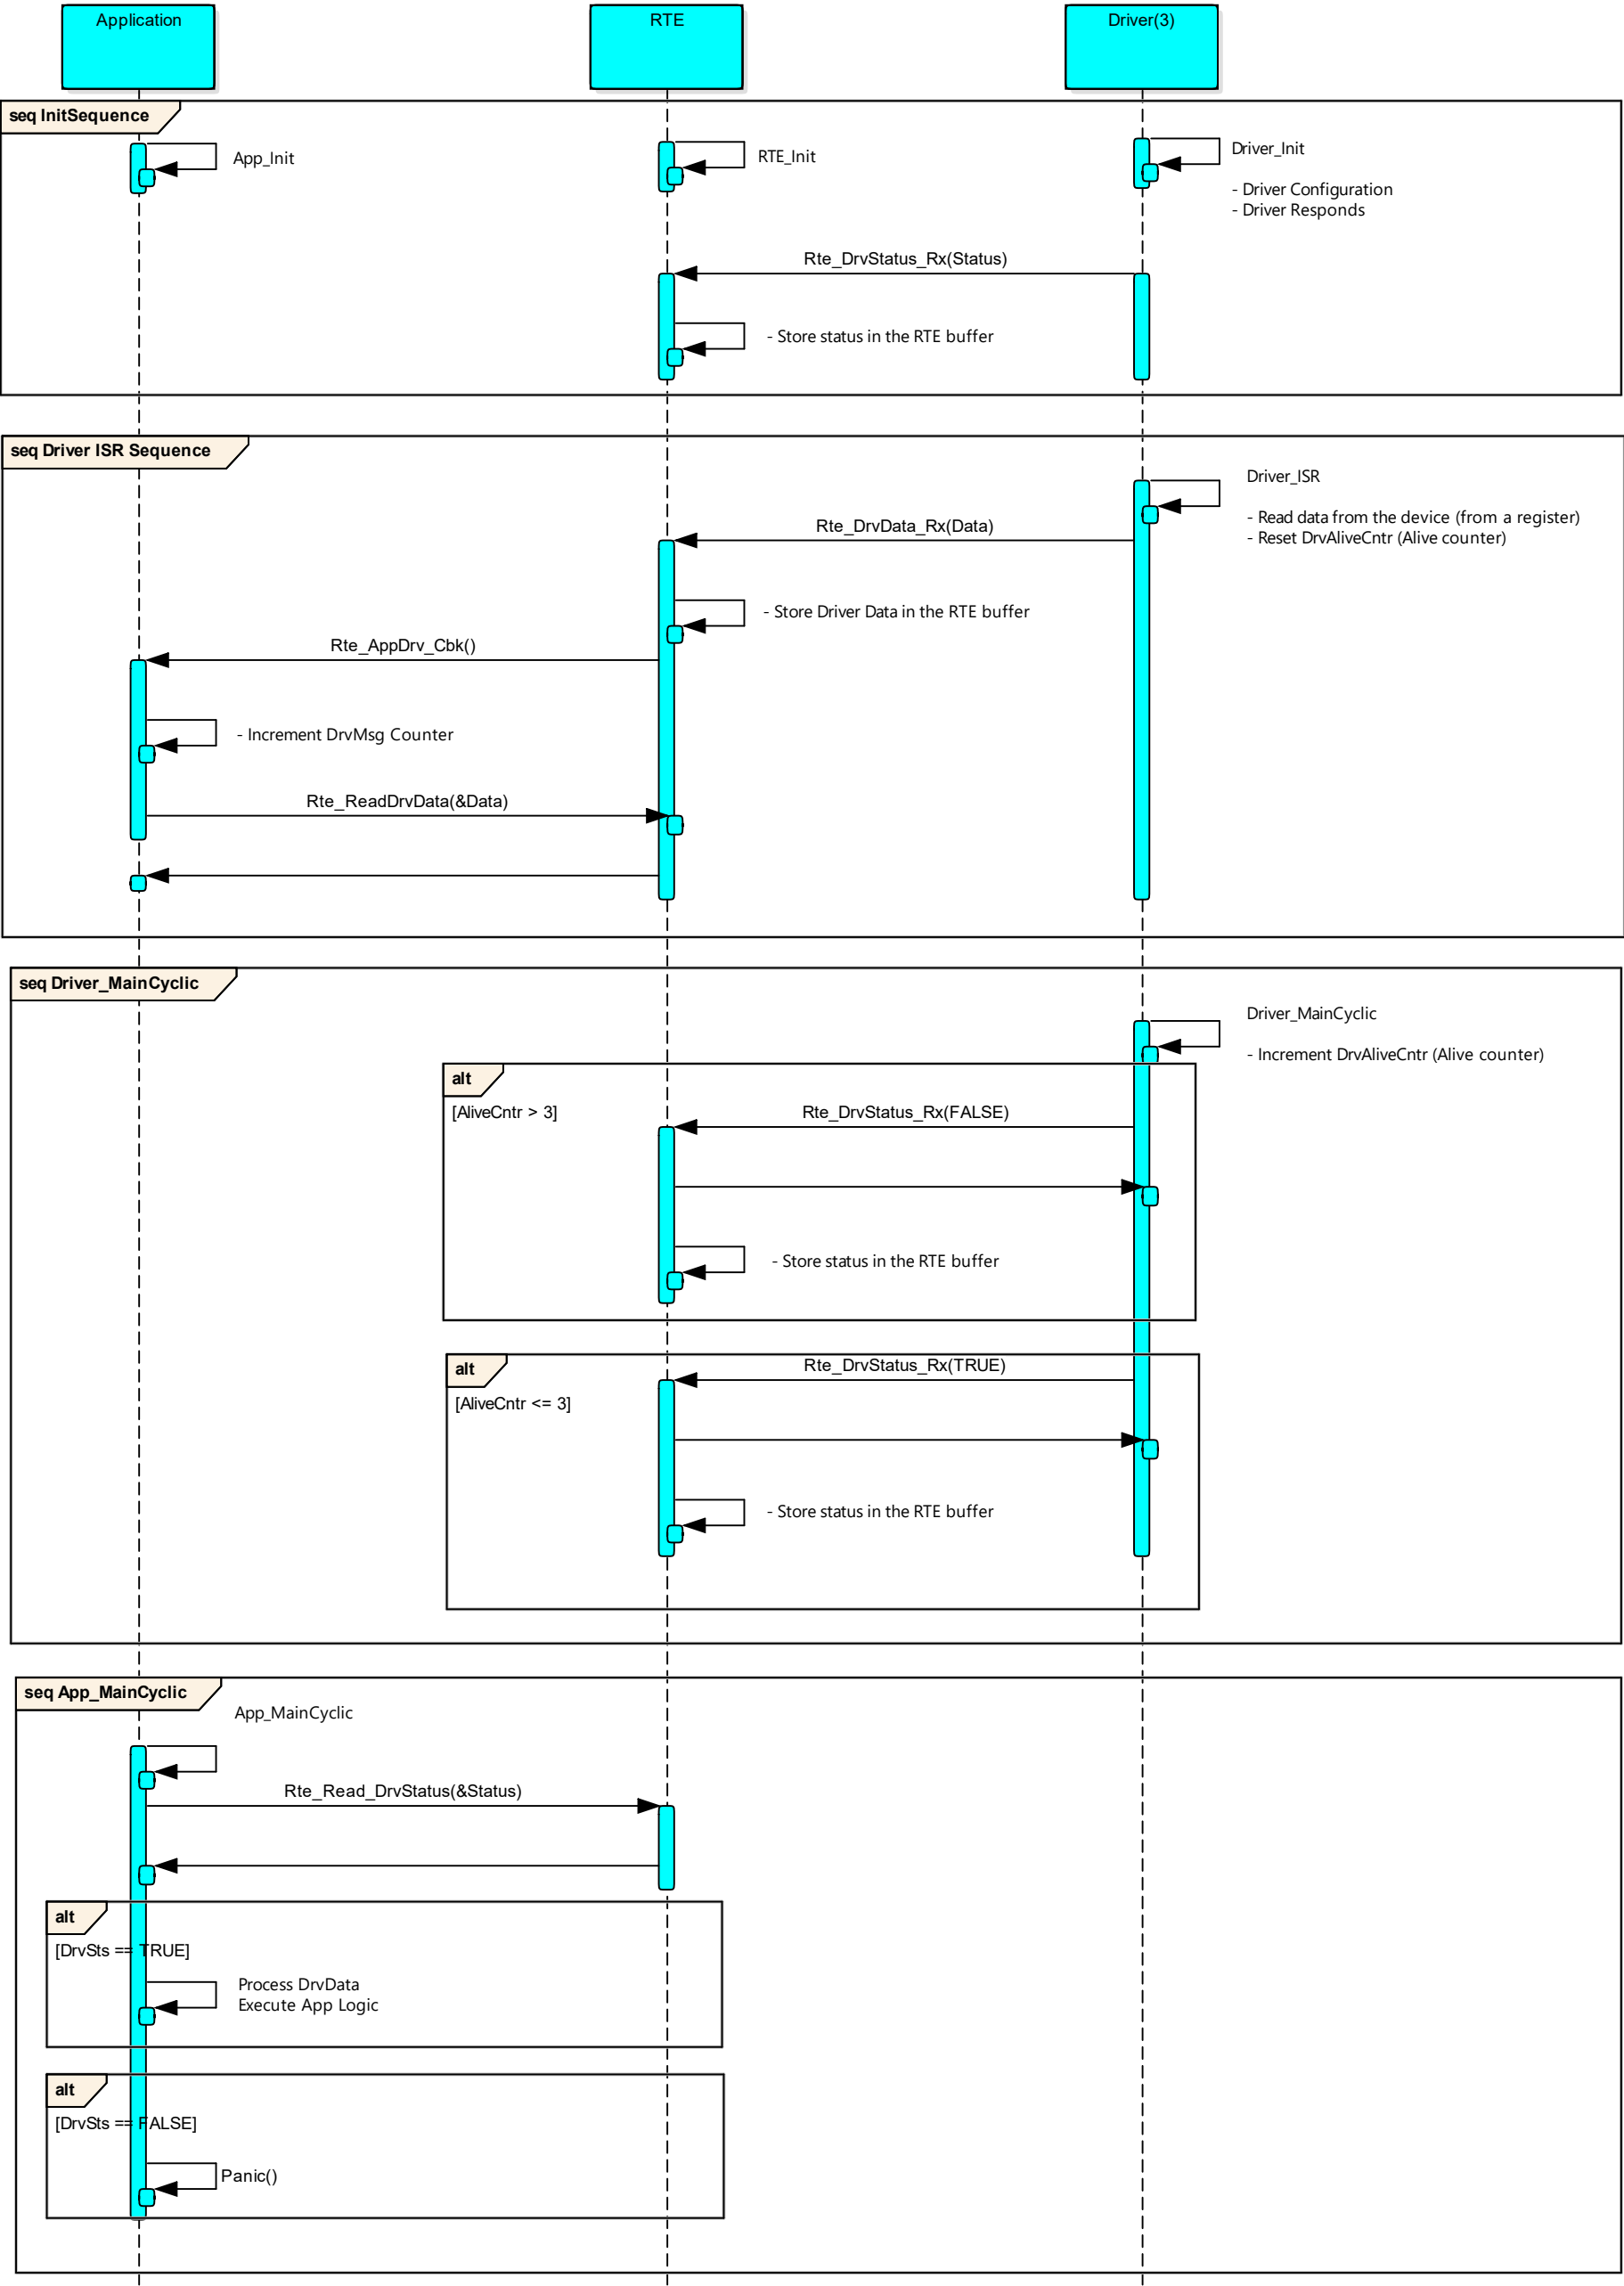 Application
RTE
Driver(3)
seq InitSequence
App_Init
RTE_Init
Driver_Init
- Driver Configuration
- Driver Responds
Rte_DrvStatus_Rx(Status)
- Store status in the RTE buffer
seq Driver ISR Sequence
Driver_ISR
- Read data from the device (from a register)
- Reset DrvAliveCntr (Alive counter)
Rte_DrvData_Rx(Data)
- Store Driver Data in the RTE buffer
Rte_AppDrv_Cbk()
- Increment DrvMsg Counter
Rte_ReadDrvData(&Data)
seq Driver_MainCyclic
Driver_MainCyclic
- Increment DrvAliveCntr (Alive counter)
alt
[AliveCntr > 3]
Rte_DrvStatus_Rx(FALSE)
- Store status in the RTE buffer
alt
Rte_DrvStatus_Rx(TRUE)
[AliveCntr <= 3]
- Store status in the RTE buffer
seq App_MainCyclic
App_MainCyclic
Rte_Read_DrvStatus(&Status)
alt
[DrvSts == TRUE]
Process DrvData
Execute App Logic
alt
[DrvSts == FALSE]
Panic()